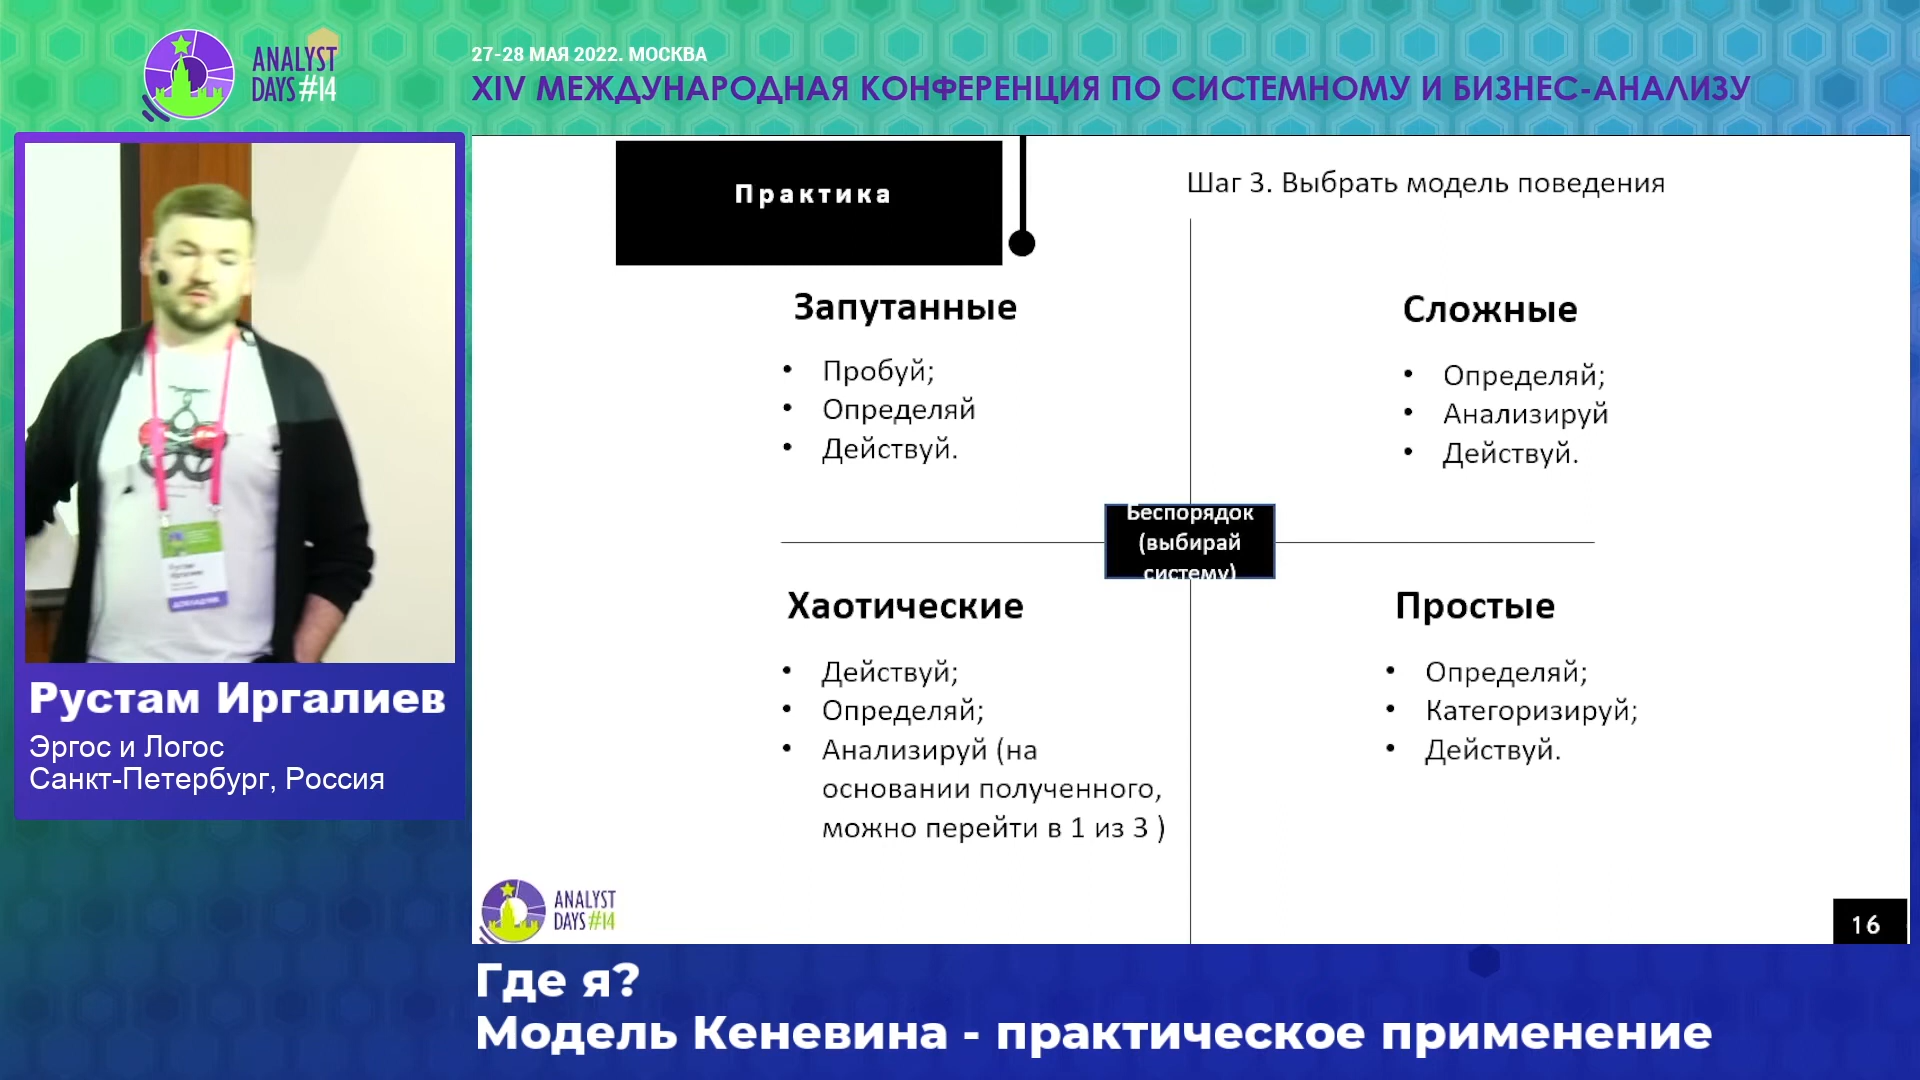 ANALYST
DAYS #14
27-28 МАЯ 2022. МОСКВА
XIV МЕЖДУНАРОДНАЯ КОНФЕРЕНЦИЯ ПО СИСТЕМНОМУ И БИЗНЕС-АНАЛИЗУ
Практика
Шаг 3. Выбрать модель поведения
Запутанные
• Пробуй;
• Определяй
• Действуй.
Сложные
• Определяй;
• Анализируй
• Действуй.
Беспорядок
(выбирай
систему)
Хаотические
• Действуй;
• Определяй;
• Анализируй (на
основании полученного,
можно перейти в 1 из 3 )
Простые
• Определяй;
• Категоризируй;
• Действуй.
ANALYST
DAYS #14
16
Рустам Иргалиев
Эргос и Логос
Санкт-Петербург, Россия
Где я?
Модель Кеневина - практическое применение